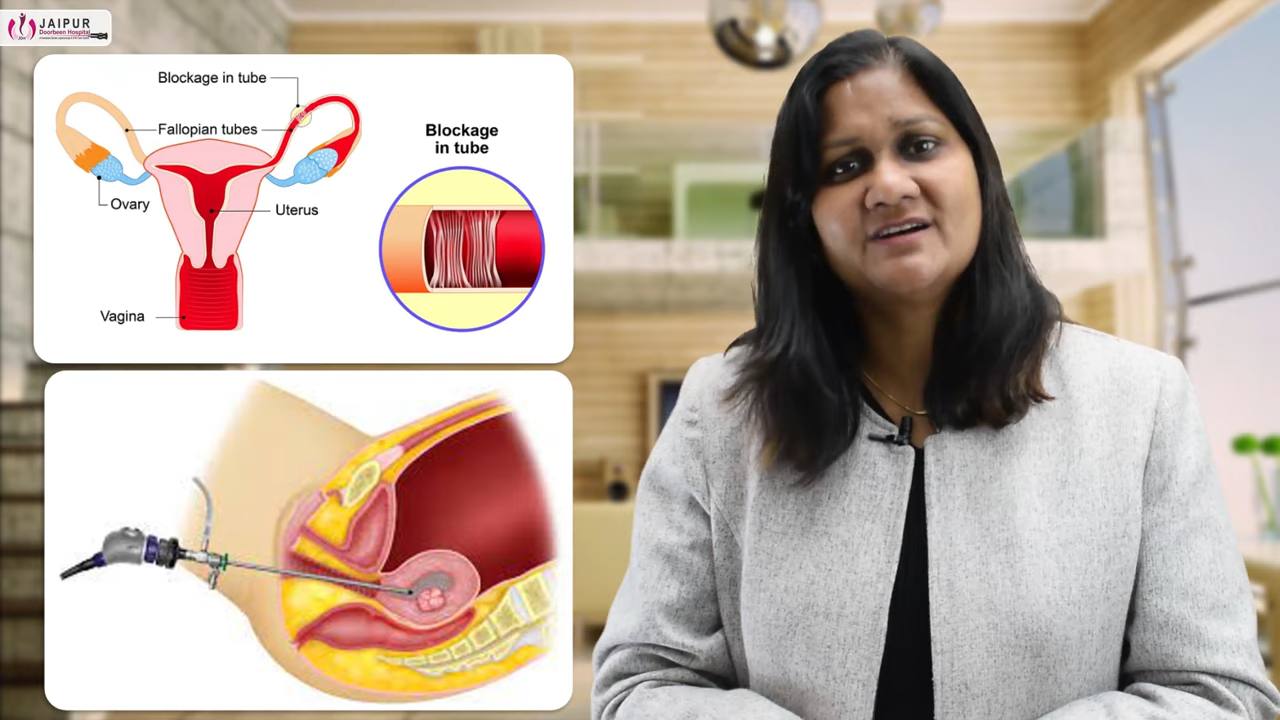 JAIPUR
Doorbeen Hospital
Blockage in tube
Fallopian tubes
Ovary
Uterus
Vagina
Blockage
in tube